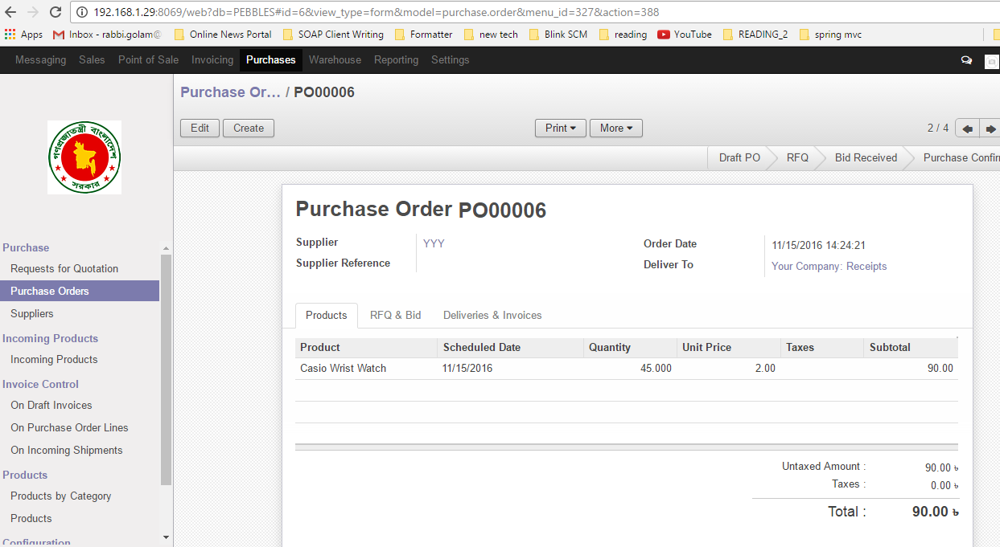 192.168.1.29:8069/web?db=PEBBLES#id=6&view_type=form&model=purchase.order&menu_id=327&action=388
Apps Inbox - rabbi.golam@ Online News Portal SOAP Client Writing Formatter new tech Blink SCM reading YouTube READING_2 spring mvc
Messaging Sales Point of Sale Invoicing Purchases Warehouse Reporting Settings
Purchase Or... / PO00006
Edit Create Print More 2 / 4
Draft PO RFQ Bid Received Purchase Confir
গণপ্রজাতন্ত্রী বাংলাদেশ
সরকার
Purchase
Requests for Quotation
Purchase Orders
Suppliers
Incoming Products
Incoming Products
Invoice Control
On Draft Invoices
On Purchase Order Lines
On Incoming Shipments
Products
Products by Category
Products
Configuration
Purchase Order PO00006
Supplier YYY Order Date 11/15/2016 14:24:21
Supplier Reference Deliver To Your Company: Receipts
Products RFQ & Bid Deliveries & Invoices
Product Scheduled Date Quantity Unit Price Taxes Subtotal
Casio Wrist Watch 11/15/2016 45.000 2.00 90.00
Untaxed Amount : 90.00 ৳
Taxes : 0.00 ৳
Total : 90.00 ৳